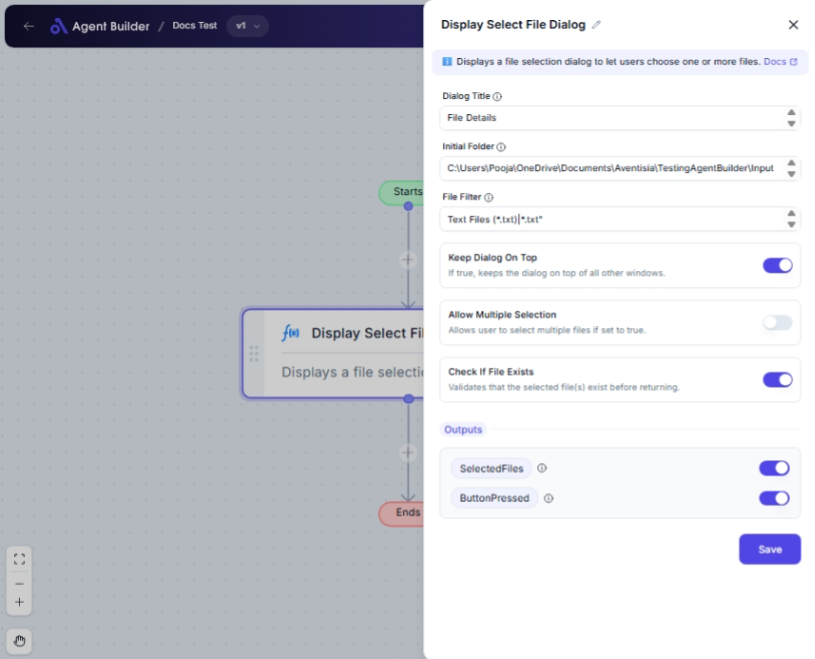 Agent Builder / Docs Test v1
Starts
Display Select Fil
Displays a file selectio
Ends
Display Select File Dialog
Displays a file selection dialog to let users choose one or more files. Docs
Dialog Title
File Details
Initial Folder
C:\Users\Pooja\OneDrive\Documents\Aventisia\TestingAgentBuilder\Input
File Filter
Text Files (*.txt)|*.txt"
Keep Dialog On Top
If true, keeps the dialog on top of all other windows.
Allow Multiple Selection
Allows user to select multiple files if set to true.
Check If File Exists
Validates that the selected file(s) exist before returning.
Outputs
SelectedFiles
ButtonPressed
Save